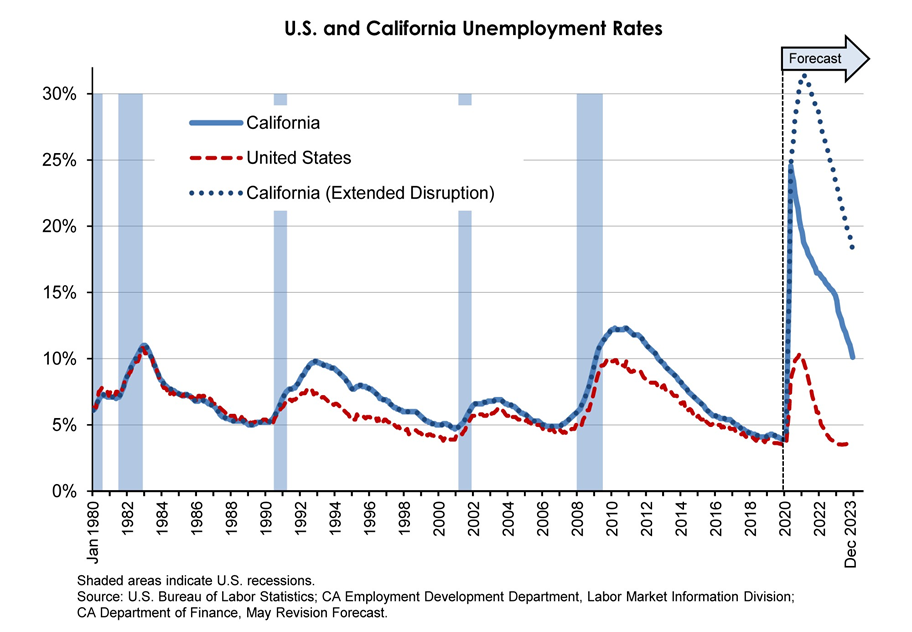 U.S. and California Unemployment Rates
Forecast
30%
25%
20%
15%
10%
5%
0%
California
United States
California (Extended Disruption)
Jan 1980
1982
1984
1986
1988
1990
1992
1994
1996
1998
2000
2002
2004
2006
2008
2010
2012
2014
2016
2018
2020
2022
Dec 2023
Shaded areas indicate U.S. recessions.
Source: U.S. Bureau of Labor Statistics; CA Employment Development Department, Labor Market Information Division;
CA Department of Finance, May Revision Forecast.